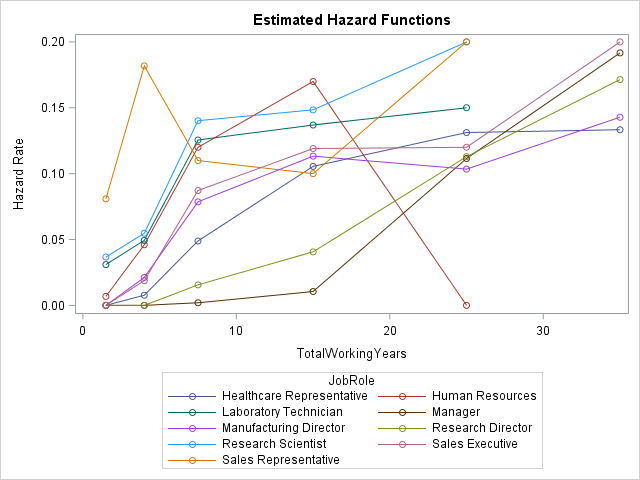 Estimated Hazard Functions
0.20
0.15
0.10
0.05
0.00
Hazard Rate
0 10 20 30
TotalWorkingYears
JobRole
Healthcare Representative Human Resources
Laboratory Technician Manager
Manufacturing Director Research Director
Research Scientist Sales Executive
Sales Representative